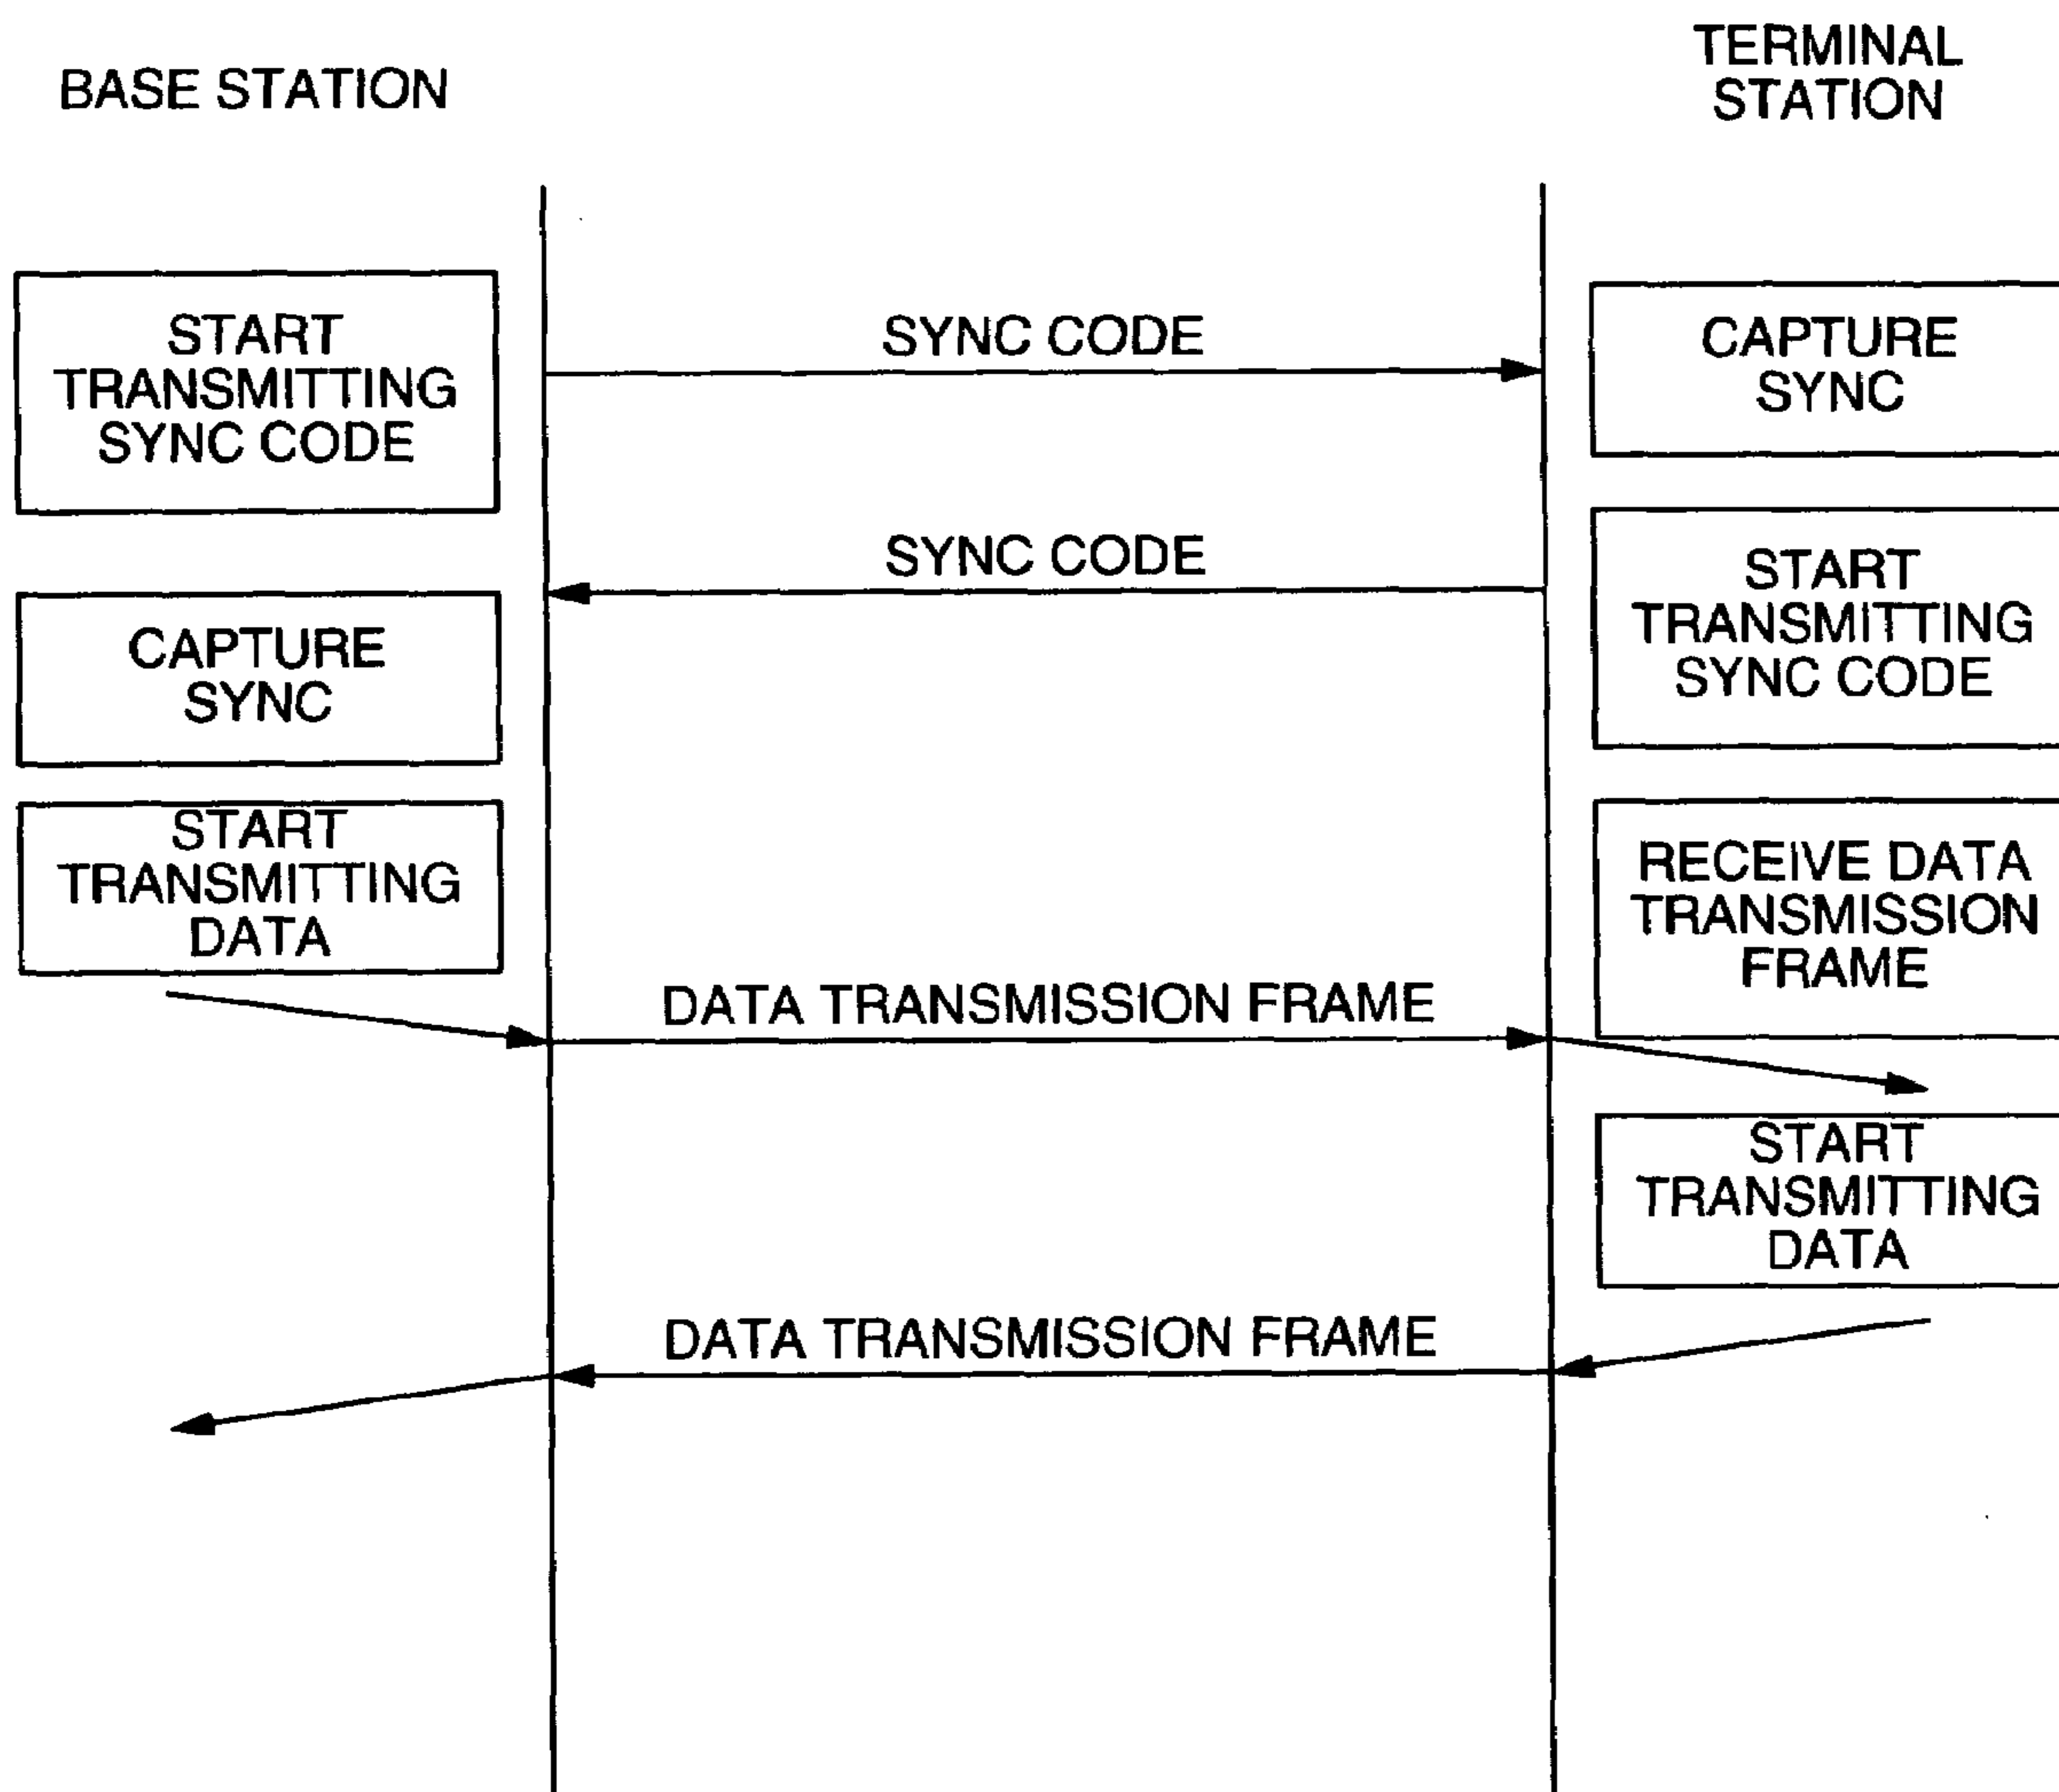 BASE STATION
TERMINAL
STATION
START
TRANSMITTING
SYNC CODE
SYNC CODE
CAPTURE
SYNC
SYNC CODE
START
TRANSMITTING
SYNC CODE
CAPTURE
SYNC
START
TRANSMITTING
DATA
RECEIVE DATA
TRANSMISSION
FRAME
DATA TRANSMISSION FRAME
START
TRANSMITTING
DATA
DATA TRANSMISSION FRAME